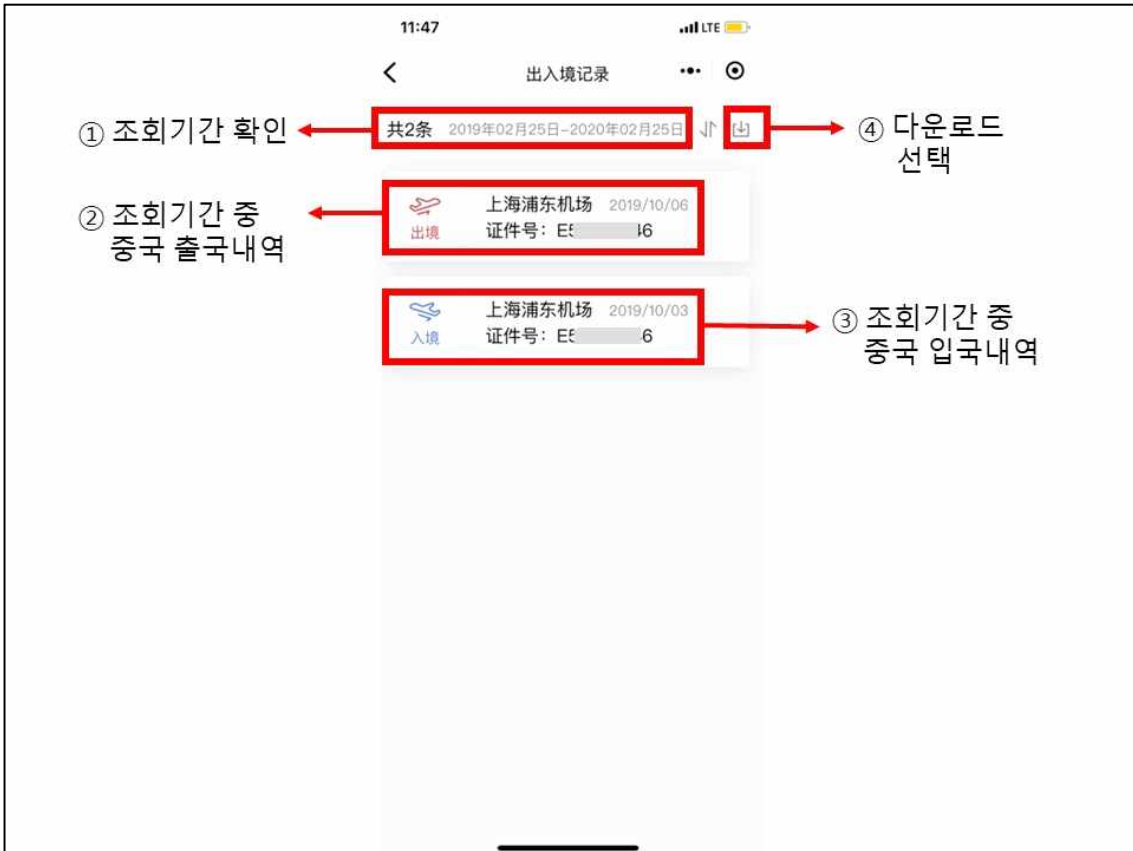 11:47
LTE
出入境记录
① 조회기간 확인
共2条 2019年02月25日-2020年02月25日
④ 다운로드
선택
② 조회기간 중
중국 출국내역
上海浦东机场 2019/10/06
出境 证件号: E5 46
上海浦东机场 2019/10/03
入境 证件号: E5 6
③ 조회기간 중
중국 입국내역